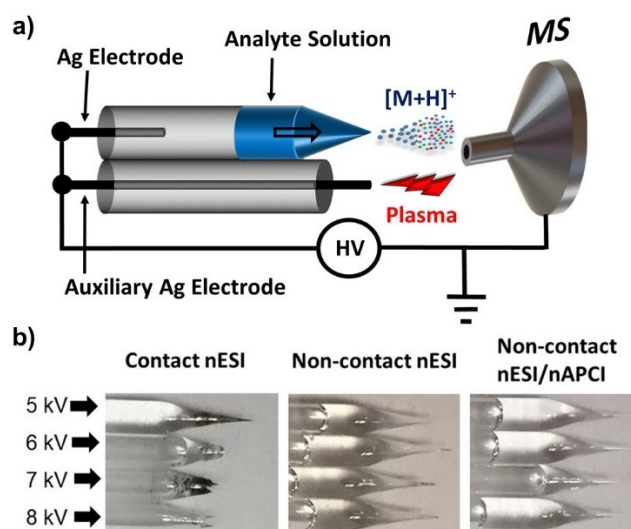 a)
Analyte Solution
MS
Ag Electrode
[M+H]+
Plasma
HV
Auxiliary Ag Electrode
b)
Contact nESI
Non-contact nESI
Non-contact
nESI/nAPCI
5 kV
6 kV
7 kV
8 kV